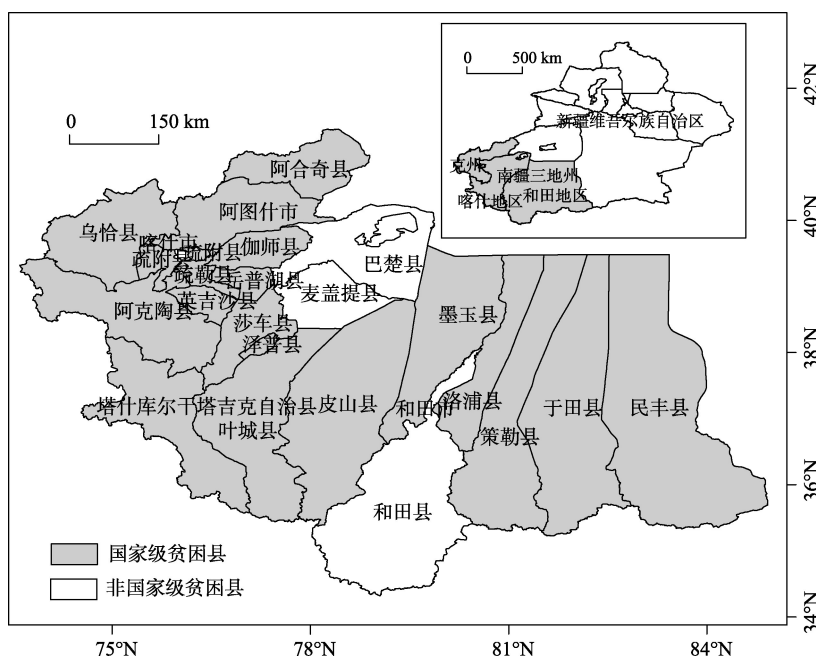 0 500 km
新疆维吾尔族自治区
克州
南疆三地州
喀什地区
和田地区
0 150 km
阿合奇县
阿图什市
乌恰县
喀什市
疏附县
疏附县
伽师县
巴楚县
疏勒县
岳普湖县
麦盖提县
英吉沙县
阿克陶县
莎车县
墨玉县
泽普县
塔什库尔干塔吉克自治县
皮山县
和田市
洛浦县
于田县
民丰县
叶城县
策勒县
和田县
国家级贫困县
非国家级贫困县
42°N
40°N
38°N
36°N
34°N
75°N
78°N
81°N
84°N